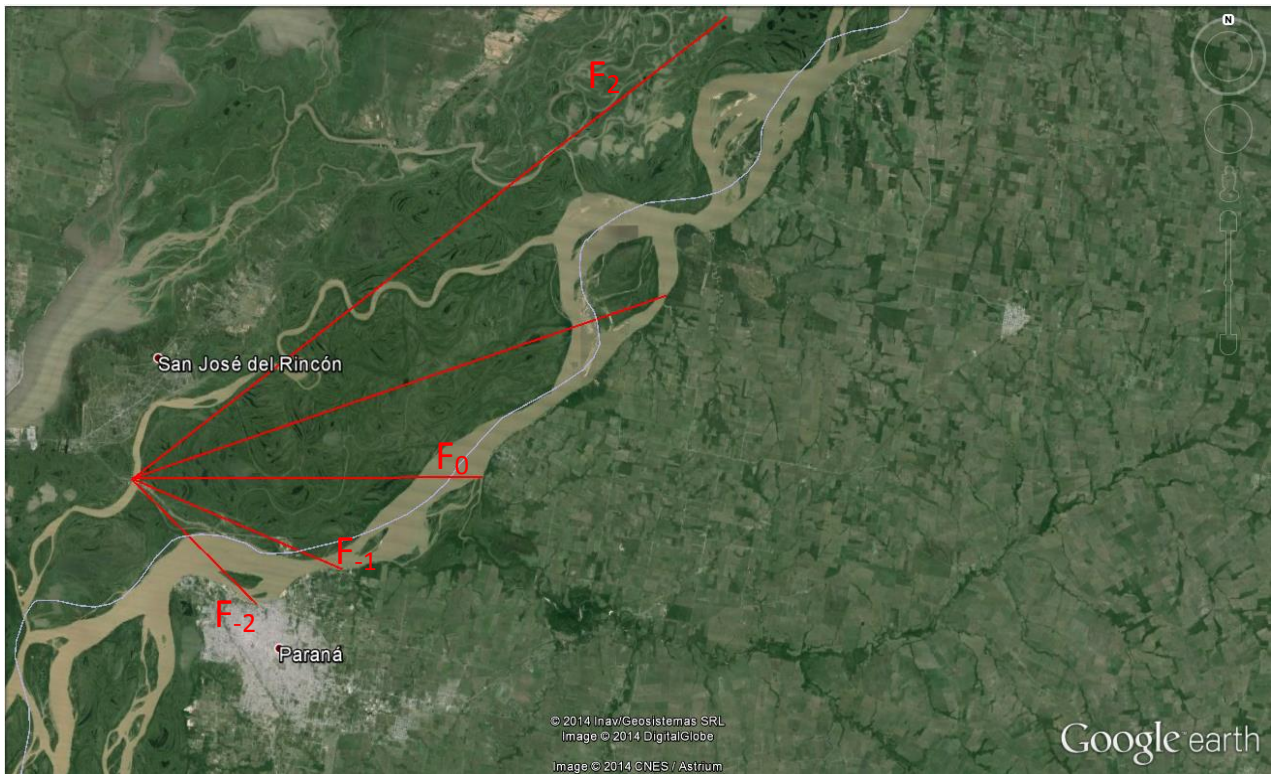 N
F2
San José del Rincón
F0
F-1
F-2
Paraná
© 2014 Inav/Geosistemas SRL
Image © 2014 DigitalGlobe
Image © 2014 CNES / Astrium
Google earth